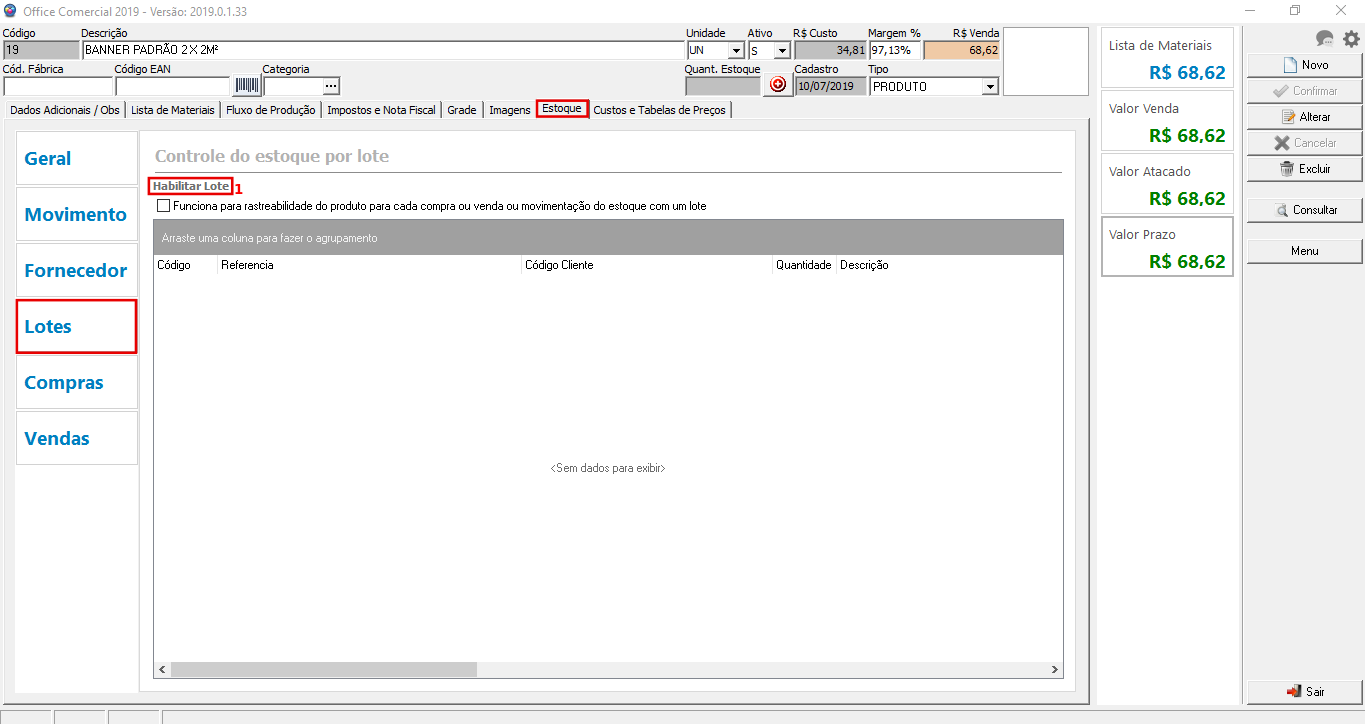 Office Comercial 2019 - Versão: 2019.0.1.33
Código Descrição Unidade Ativo R$ Custo Margem % R$ Venda
19 BANNER PADRÃO 2 X 2M² UN S 34,81 97,13% 68,62
Cód. Fábrica Código EAN Categoria Quant. Estoque Cadastro Tipo
... 10/07/2019 PRODUTO
Dados Adicionais / Obs Lista de Materiais Fluxo de Produção Impostos e Nota Fiscal Grade Imagens Estoque Custos e Tabelas de Preços
Geral
Movimento
Fornecedor
Lotes
Compras
Vendas
Controle do estoque por lote
Habilitar Lote 1
Funciona para rastreabilidade do produto para cada compra ou venda ou movimentação do estoque com um lote
Arraste uma coluna para fazer o agrupamento
Código Referencia Código Cliente Quantidade Descrição
<Sem dados para exibir>
Lista de Materiais
R$ 68,62
Valor Venda
R$ 68,62
Valor Atacado
R$ 68,62
Valor Prazo
R$ 68,62
Novo
Confirmar
Alterar
Cancelar
Excluir
Consultar
Menu
Sair